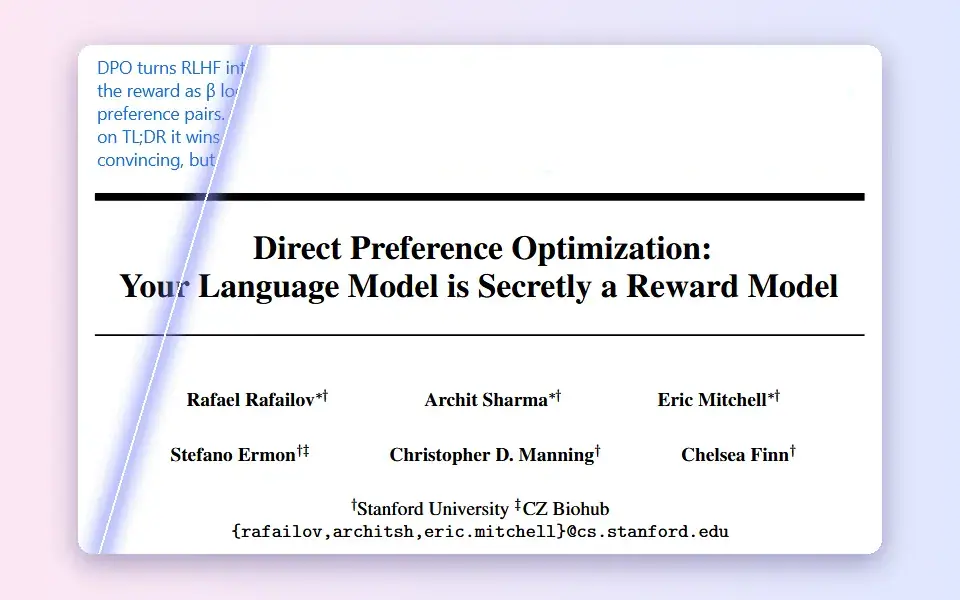 DPO turns RLHF
the reward as β
preference pairs.
on TL;DR it wins
convincing, but
Direct Preference Optimization:
Your Language Model is Secretly a Reward Model
Rafael Rafailov*† Archit Sharma*† Eric Mitchell*†
Stefano Ermon†‡ Christopher D. Manning† Chelsea Finn†
†Stanford University ‡CZ Biohub
{rafailov,architsh,eric.mitchell}@cs.stanford.edu